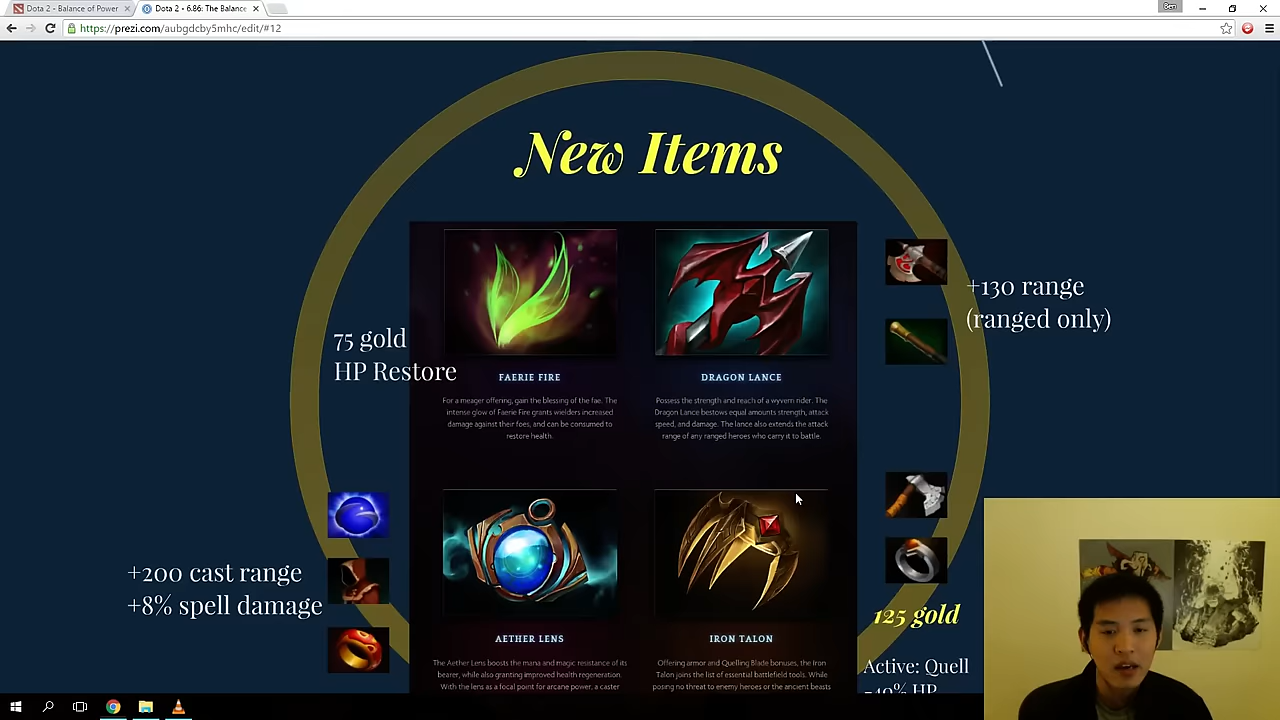 Dota 2 - Balance of Power
Dota 2 • 6.86: The Balance
Ben
https://prezi.com/aubgdcby5mhc/edit/#12
New Items
75 gold
HP Restore
+130 range
(ranged only)
FAERIE FIRE
For a meager offering, gain the blessing of the fae. The
intense glow of Faerie Fire grants wielders increased
damage against their foes, and can be consumed to
restore health.
DRAGON LANCE
Possess the strength and reach of a wyvern rider. The
Dragon Lance bestows equal amounts strength, attack
speed, and damage. The lance also extends the attack
range of any ranged heroes who carry it to battle.
+200 cast range
+8% spell damage
AETHER LENS
The Aether Lens boosts the mana and magic resistance of its
bearer, while also granting improved health regeneration.
With the lens as a focal point for arcane power, a caster
IRON TALON
Offering armor and Quelling Blade bonuses, the Iron
Talon joins the list of essential battlefield tools. While
posing no threat to enemy heroes or the ancient beasts
125 gold
Active: Quell
-40% HP